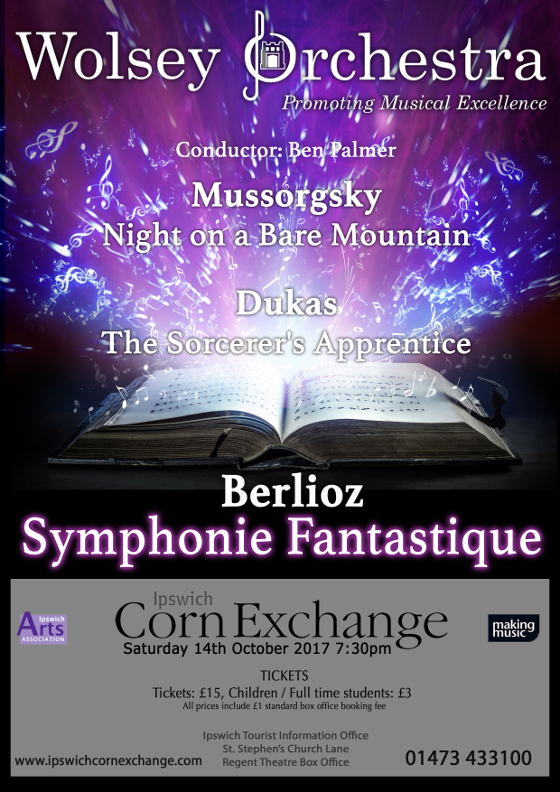 Wolsey Orchestra
Promoting Musical Excellence
Conductor: Ben Palmer
Mussorgsky
Night on a Bare Mountain
Dukas
The Sorcerer's Apprentice
Berlioz
Symphonie Fantastique
Ipswich
Corn Exchange
Ipswich
Arts
ASSOCIATION
making
music
Saturday 14th October 2017 7:30pm
TICKETS
Tickets: £15, Children / Full time students: £3
All prices include £1 standard box office booking fee
Ipswich Tourist Information Office
St. Stephen's Church Lane
Regent Theatre Box Office
www.ipswichcornexchange.com
01473 433100